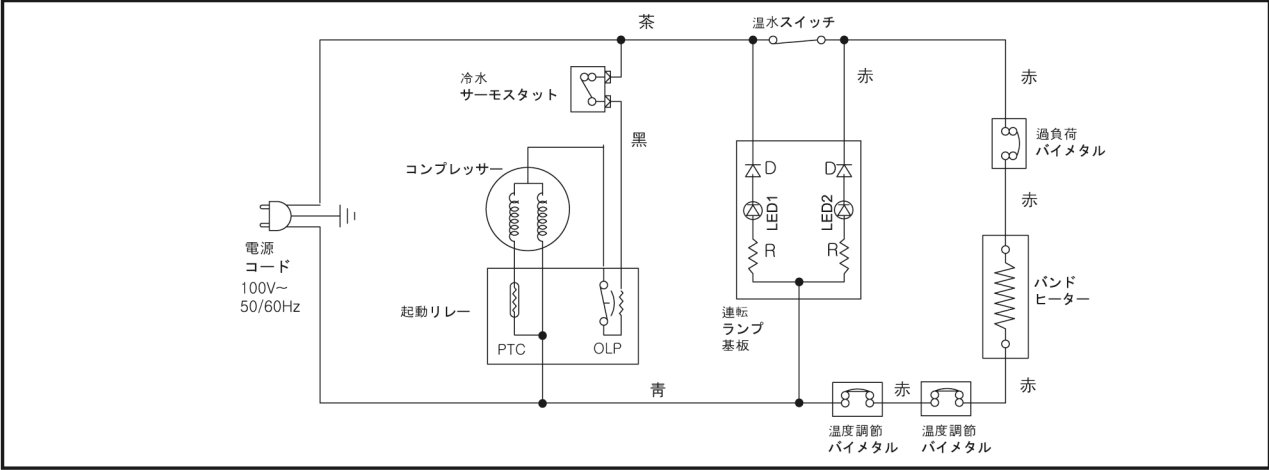 茶
温水スイッチ
冷水
サーモスタット
赤
赤
黑
過負荷
バイメタル
コンプレッサー
D
D
LED1
LED2
赤
電源
コード
100V~
50/60Hz
R
R
バンド
ヒーター
起動リレー
PTC
OLP
連転
ランプ
基板
靑
赤
赤
温度調節
バイメタル
温度調節
バイメタル